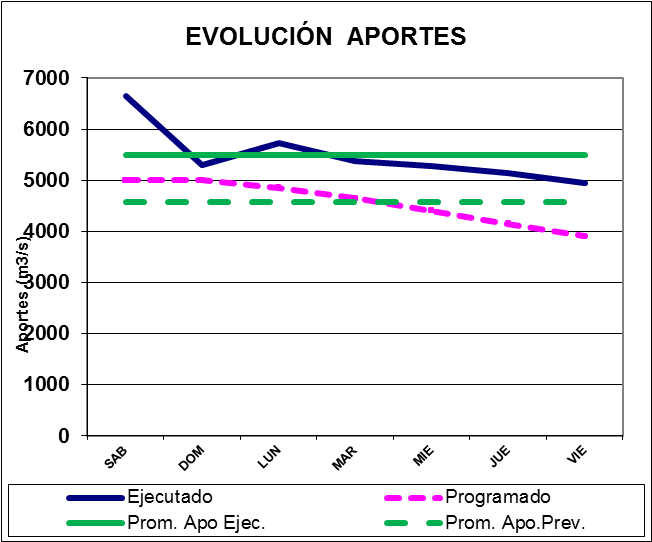 EVOLUCIÓN APORTES
7000
6000
5000
4000
3000
2000
1000
0
Aportes (m3/s)
SAB DOM LUN MAR MIE JUE VIE
Ejecutado Programado
Prom. Apo Ejec. Prom. Apo.Prev.